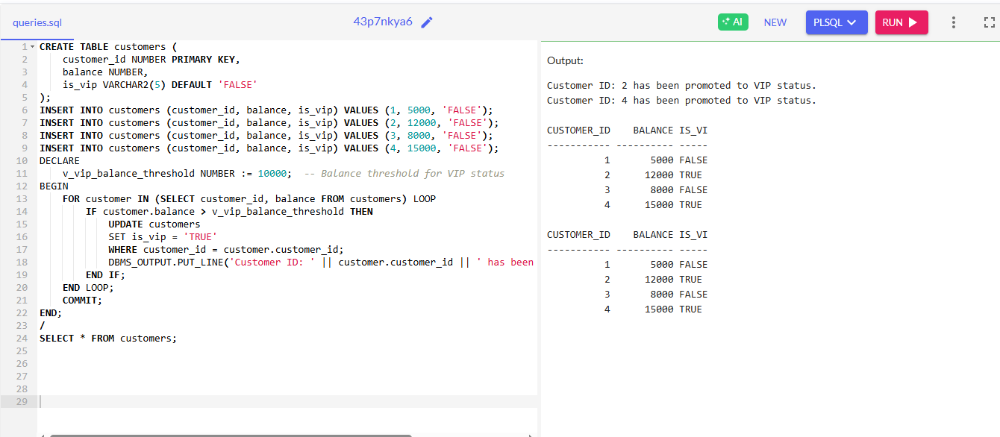 queries.sql
43p7nkya6
AI
NEW
PLSQL
RUN
1 CREATE TABLE customers (
2 customer_id NUMBER PRIMARY KEY,
3 balance NUMBER,
4 is_vip VARCHAR2(5) DEFAULT 'FALSE'
5 );
6 INSERT INTO customers (customer_id, balance, is_vip) VALUES (1, 5000, 'FALSE');
7 INSERT INTO customers (customer_id, balance, is_vip) VALUES (2, 12000, 'FALSE');
8 INSERT INTO customers (customer_id, balance, is_vip) VALUES (3, 8000, 'FALSE');
9 INSERT INTO customers (customer_id, balance, is_vip) VALUES (4, 15000, 'FALSE');
10 DECLARE
11 v_vip_balance_threshold NUMBER := 10000; -- Balance threshold for VIP status
12 BEGIN
13 FOR customer IN (SELECT customer_id, balance FROM customers) LOOP
14 IF customer.balance > v_vip_balance_threshold THEN
15 UPDATE customers
16 SET is_vip = 'TRUE'
17 WHERE customer_id = customer.customer_id;
18 DBMS_OUTPUT.PUT_LINE('Customer ID: ' || customer.customer_id || ' has been
19 END IF;
20 END LOOP;
21 COMMIT;
22 END;
23 /
24 SELECT * FROM customers;
25
26
27
28
29
Output:
Customer ID: 2 has been promoted to VIP status.
Customer ID: 4 has been promoted to VIP status.
CUSTOMER_ID BALANCE IS_VI
----------- ---------- -----
1 5000 FALSE
2 12000 TRUE
3 8000 FALSE
4 15000 TRUE
CUSTOMER_ID BALANCE IS_VI
----------- ---------- -----
1 5000 FALSE
2 12000 TRUE
3 8000 FALSE
4 15000 TRUE